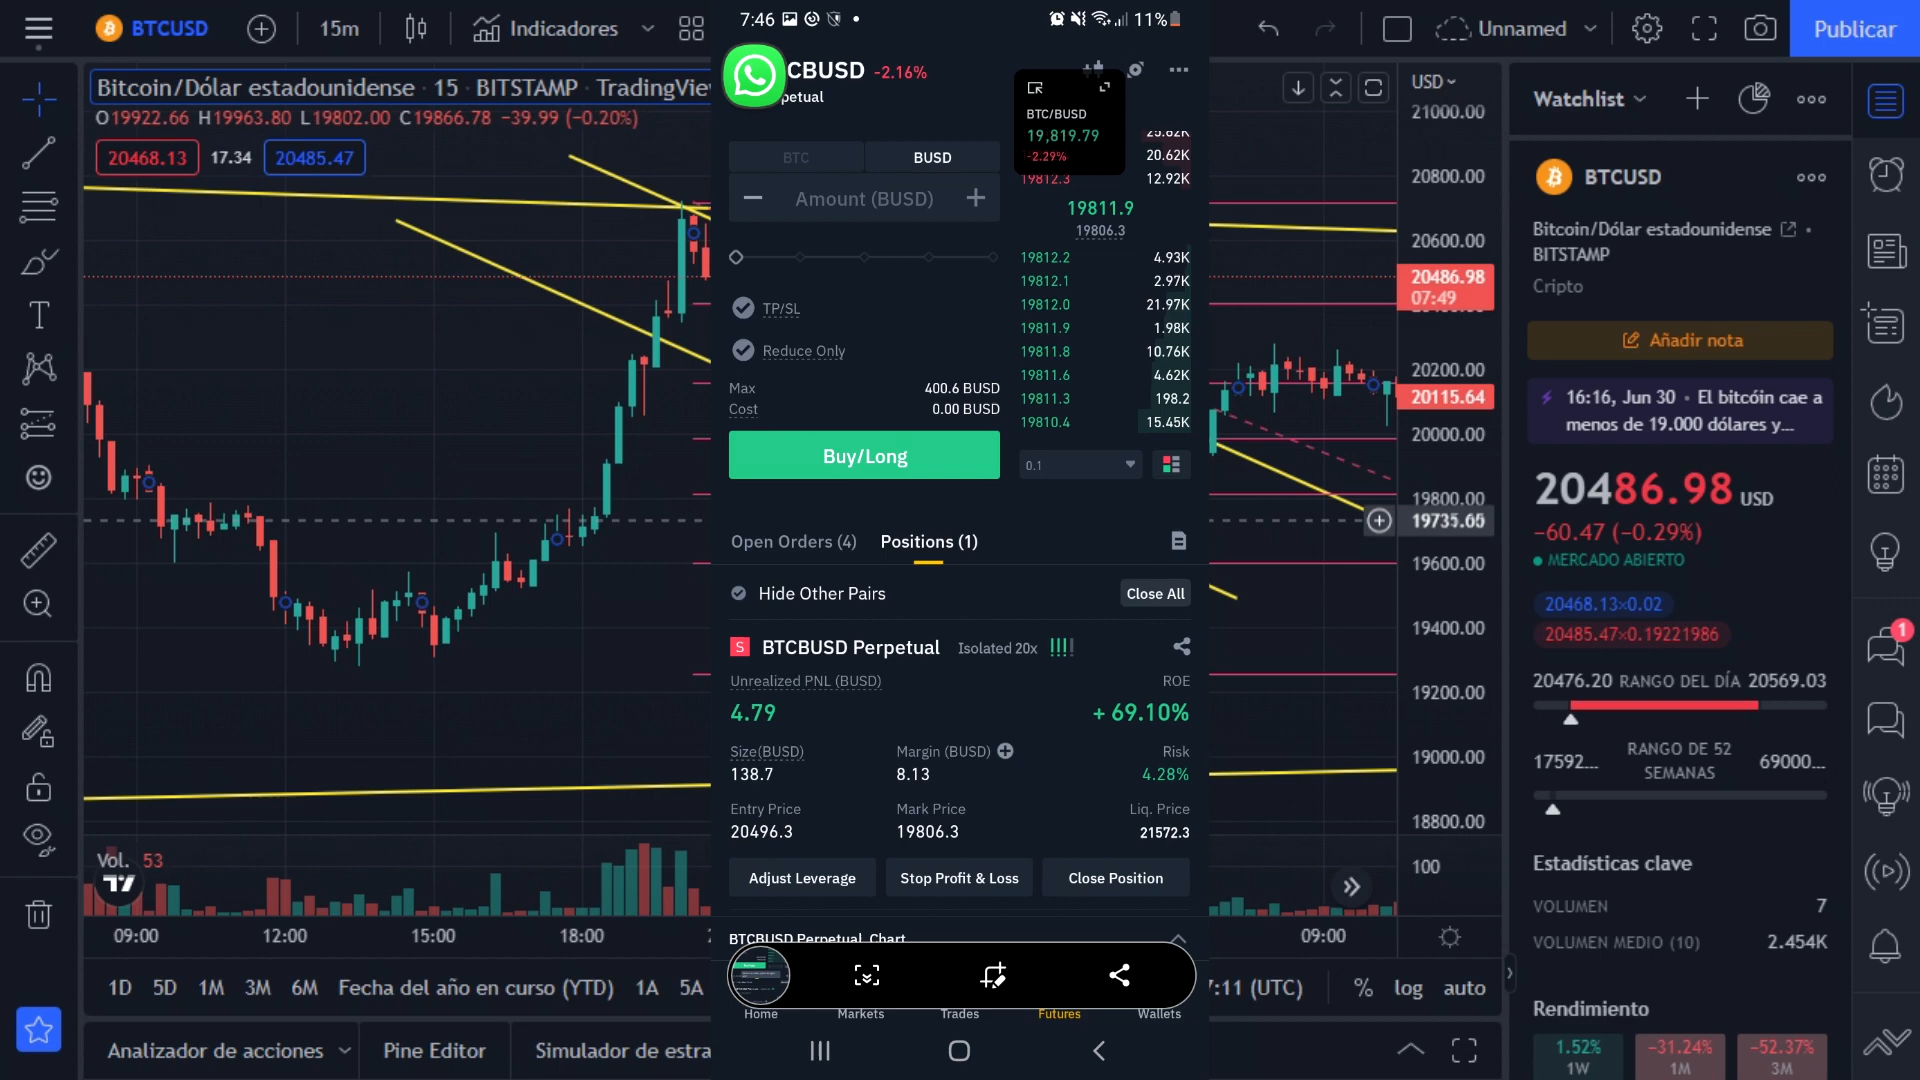 BTCUSD
15m
Indicadores
Unnamed
Publicar
Bitcoin/Dólar estadounidense · 15 · BITSTAMP · TradingView
O19922.66 H19963.80 L19802.00 C19866.78 −39.99 (−0.20%)
20468.13 17.34 20485.47
USD
21000.00
20800.00
20600.00
20486.98
07:49
20200.00
20115.64
20000.00
19800.00
19735.65
19600.00
19400.00
19200.00
19000.00
18800.00
100
Vol. 53
09:00
12:00
15:00
18:00
09:00
1D 5D 1M 3M 6M Fecha del año en curso (YTD) 1A 5A
7:11 (UTC) % log auto
Analizador de acciones
Pine Editor
Simulador de estra
7:46
11%
CBUSD -2.16%
petual
BTC/BUSD
19,819.79
-2.29%
BTC
BUSD
Amount (BUSD)
TP/SL
Reduce Only
Max 400.6 BUSD
Cost 0.00 BUSD
Buy/Long
25.82K
20.62K
19812.3 12.92K
19811.9
19806.3
19812.2 4.93K
19812.1 2.97K
19812.0 21.97K
19811.9 1.98K
19811.8 10.76K
19811.6 4.62K
19811.3 198.2
19810.4 15.45K
0.1
Open Orders (4)
Positions (1)
Hide Other Pairs
Close All
S BTCBUSD Perpetual Isolated 20x !!!!
Unrealized PNL (BUSD) ROE
4.79 + 69.10%
Size(BUSD) Margin (BUSD) Risk
138.7 8.13 4.28%
Entry Price Mark Price Liq. Price
20496.3 19806.3 21572.3
Adjust Leverage
Stop Profit & Loss
Close Position
BTCBUSD Perpetual Chart
Home Markets Trades Futures Wallets
Watchlist
BTCUSD
Bitcoin/Dólar estadounidense
BITSTAMP
Cripto
Añadir nota
16:16, Jun 30 · El bitcóin cae a
menos de 19.000 dólares y...
20486.98 USD
−60.47 (−0.29%)
MERCADO ABIERTO
20468.13×0.02
20485.47×0.19221986
20476.20 RANGO DEL DÍA 20569.03
17592... RANGO DE 52 SEMANAS 69000...
Estadísticas clave
VOLUMEN 7
VOLUMEN MEDIO (10) 2.454K
Rendimiento
1.52% −31.24% −52.37%
1W 1M 3M
1